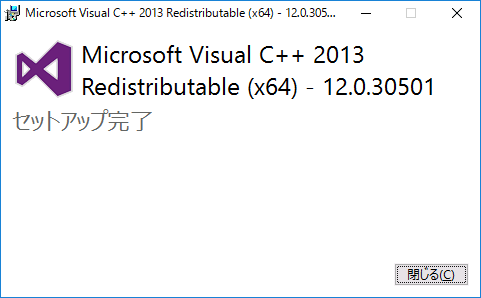 Microsoft Visual C++ 2013 Redistributable (x64) - 12.0.305...
Microsoft Visual C++ 2013
Redistributable (x64) - 12.0.30501
セットアップ完了
閉じる(C)